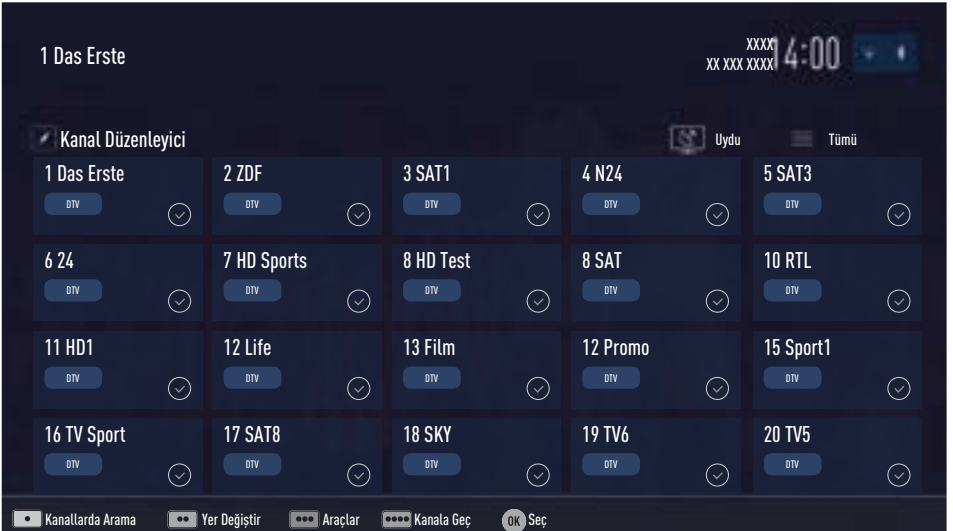 1 Das Erste
XXXX
XX XXX XXXX 14:00
Kanal Düzenleyici Uydu Tümü
1 Das Erste 2 ZDF 3 SAT1 4 N24 5 SAT3
DTV DTV DTV DTV DTV
6 24 7 HD Sports 8 HD Test 8 SAT 10 RTL
DTV DTV DTV DTV DTV
11 HD1 12 Life 13 Film 12 Promo 15 Sport1
DTV DTV DTV DTV DTV
16 TV Sport 17 SAT8 18 SKY 19 TV6 20 TV5
DTV DTV DTV DTV DTV
Kanallarda Arama Yer Değiştir Araçlar Kanala Geç OK Seç